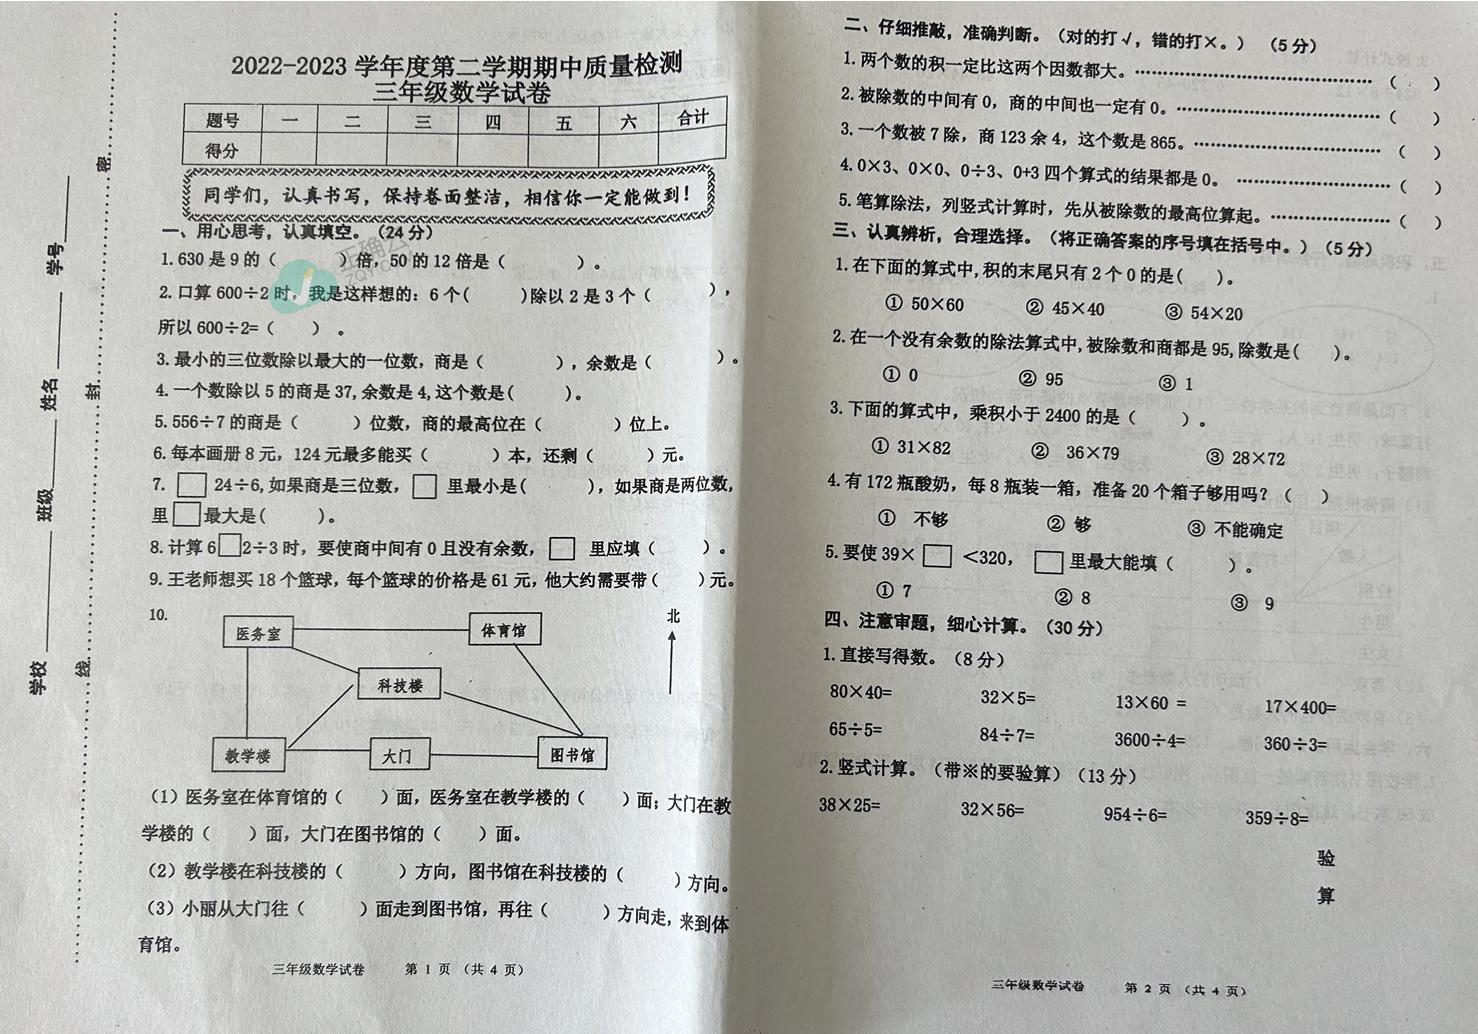 2022-2023 学年度第二学期期中质量检测
三年级数学试卷
题号 一 二 三 四 五 六 合计
得分
同学们，认真书写，保持卷面整洁，相信你一定能做到！
一、用心思考，认真填空。（24分）
1. 630 是 9 的（ ）倍，50 的 12 倍是（ ）。
2. 口算 600÷2 时，我是这样想的：6 个( )除以 2 是 3 个（ ），
所以 600÷2=（ ）。
3. 最小的三位数除以最大的一位数，商是（ ），余数是（ ）。
4. 一个数除以 5 的商是 37,余数是 4,这个数是( )。
5. 556÷7 的商是（ ）位数，商的最高位在（ ）位上。
6. 每本画册 8 元，124 元最多能买（ ）本，还剩（ ）元。
7. □ 24÷6,如果商是三位数，□ 里最小是( )，如果商是两位数，
里□最大是( )。
8. 计算 6□2÷3 时，要使商中间有 0 且没有余数，□ 里应填（ ）。
9. 王老师想买 18 个篮球，每个篮球的价格是 61 元，他大约需要带( )元。
10.
北
医务室 体育馆
科技楼
教学楼 大门 图书馆
（1）医务室在体育馆的（ ）面，医务室在教学楼的（ ）面；大门在教
学楼的（ ）面，大门在图书馆的（ ）面。
（2）教学楼在科技楼的（ ）方向，图书馆在科技楼的（ ）方向。
（3）小丽从大门往（ ）面走到图书馆，再往（ ）方向走，来到体
育馆。
三年级数学试卷 第 1 页 （共 4 页）
学校 班级 姓名 学号
密 封 线
正确云
二、仔细推敲，准确判断。（对的打√，错的打×。）（5分）
1. 两个数的积一定比这两个因数都大。……………………（ ）
2. 被除数的中间有 0，商的中间也一定有 0。……………………（ ）
3. 一个数被 7 除，商 123 余 4，这个数是 865。……………………（ ）
4. 0×3、0×0、0÷3、0+3 四个算式的结果都是 0。……………………（ ）
5. 笔算除法，列竖式计算时，先从被除数的最高位算起。……………………（ ）
三、认真辨析，合理选择。（将正确答案的序号填在括号中。）（5分）
1. 在下面的算式中,积的末尾只有 2 个 0 的是( )。
① 50×60 ② 45×40 ③ 54×20
2. 在一个没有余数的除法算式中,被除数和商都是 95,除数是( )。
① 0 ② 95 ③ 1
3. 下面的算式中，乘积小于 2400 的是（ ）。
① 31×82 ② 36×79 ③ 28×72
4. 有 172 瓶酸奶，每 8 瓶装一箱，准备 20 个箱子够用吗？（ ）
① 不够 ② 够 ③ 不能确定
5. 要使 39× □ ＜320， □ 里最大能填（ ）。
① 7 ② 8 ③ 9
四、注意审题，细心计算。（30分）
1. 直接写得数。（8分）
80×40= 32×5= 13×60 = 17×400=
65÷5= 84÷7= 3600÷4= 360÷3=
2. 竖式计算。（带※的要验算）（13分）
38×25= 32×56= 954÷6= 359÷8=
验
算
三年级数学试卷 第 2 页 （共 4 页）